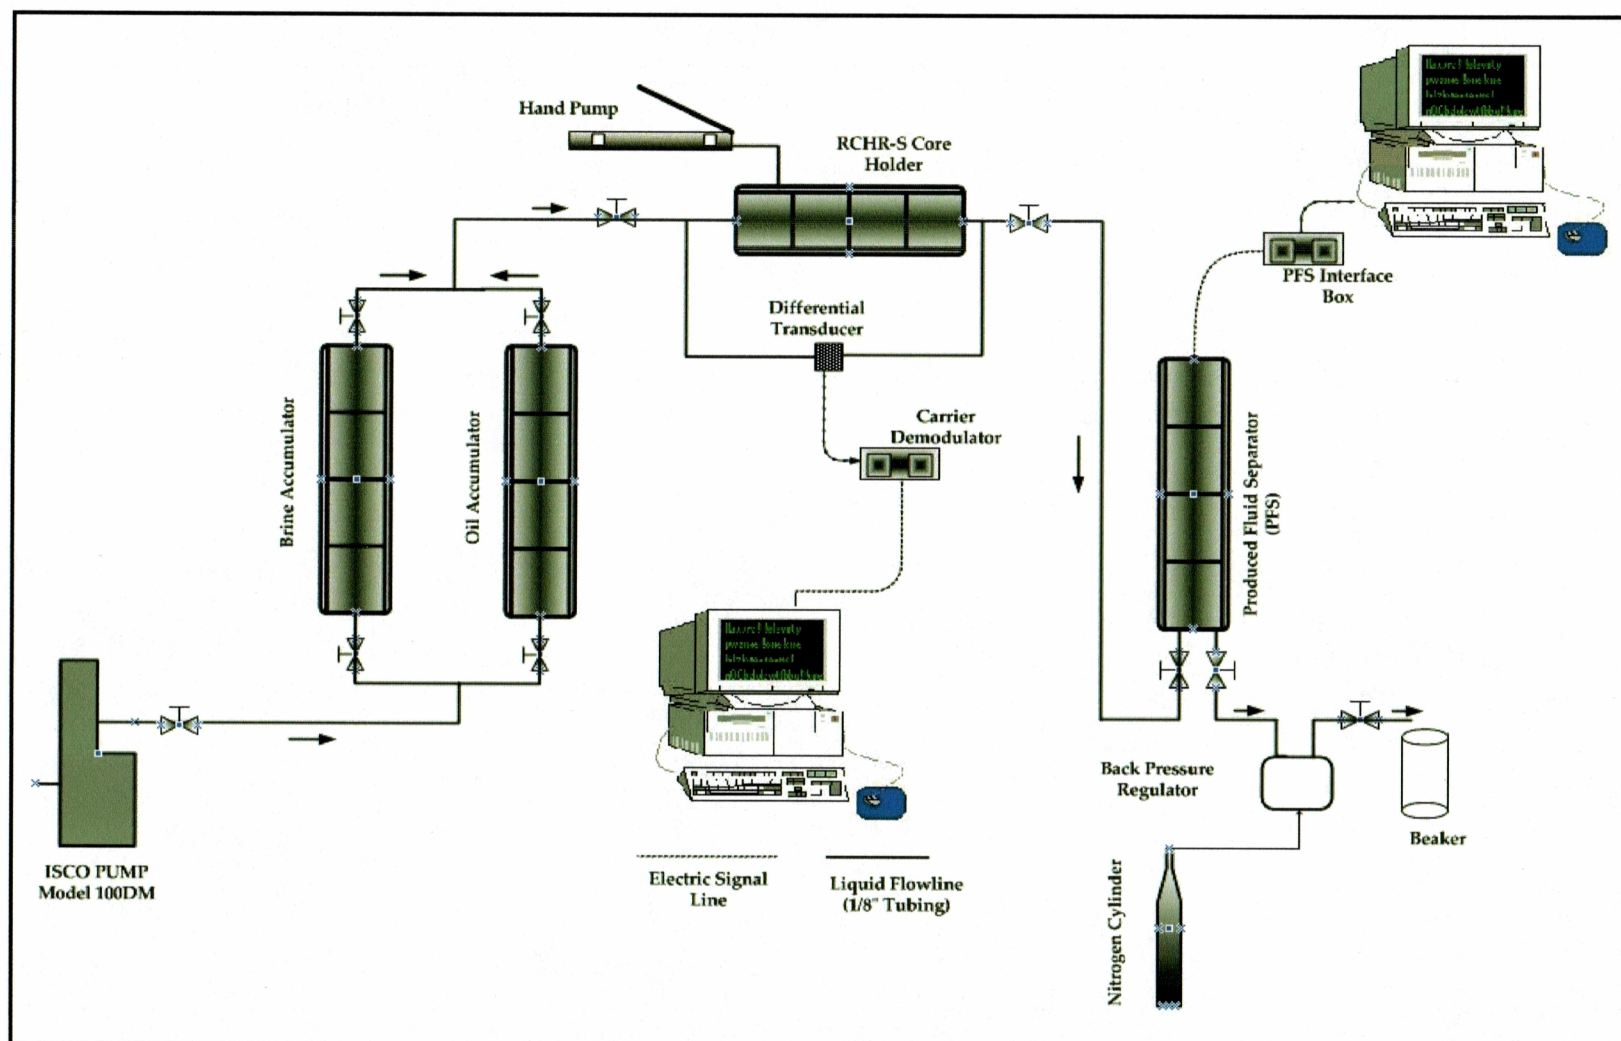 Hand Pump
RCHR-S Core
Holder
PFS Interface
Box
Differential
Transducer
Carrier
Demodulator
Brine Accumulator
Oil Accumulator
Produced Fluid Separator
(PFS)
Back Pressure
Regulator
Beaker
ISCO PUMP
Model 100DM
Electric Signal
Line
Liquid Flowline
(1/8" Tubing)
Nitrogen Cylinder